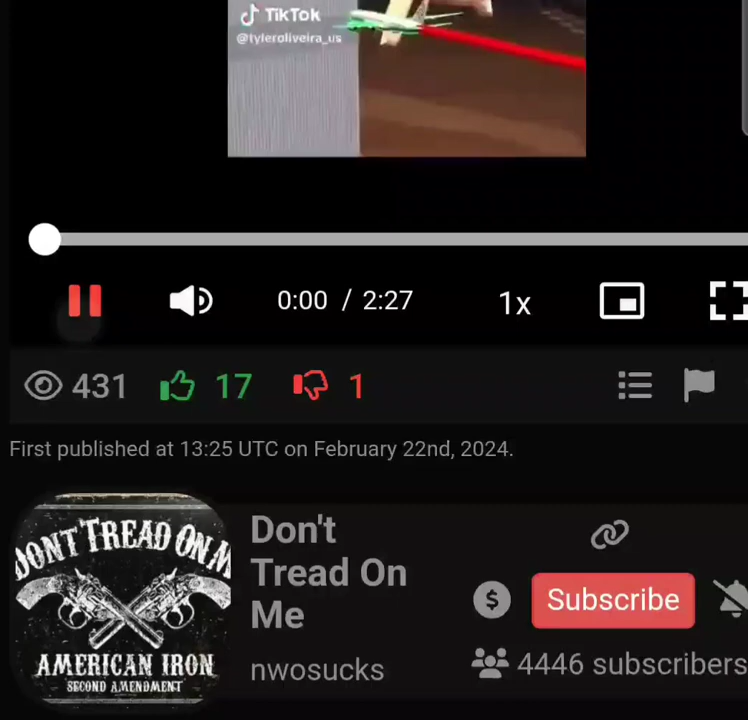 TikTok
@tyleroliveira_us
0:00 / 2:27
1x
431
17
1
First published at 13:25 UTC on February 22nd, 2024.
DONT TREAD ON M
AMERICAN IRON
SECOND AMENDMENT
Don't
Tread On
Me
nwosucks
$
Subscribe
4446 subscribers